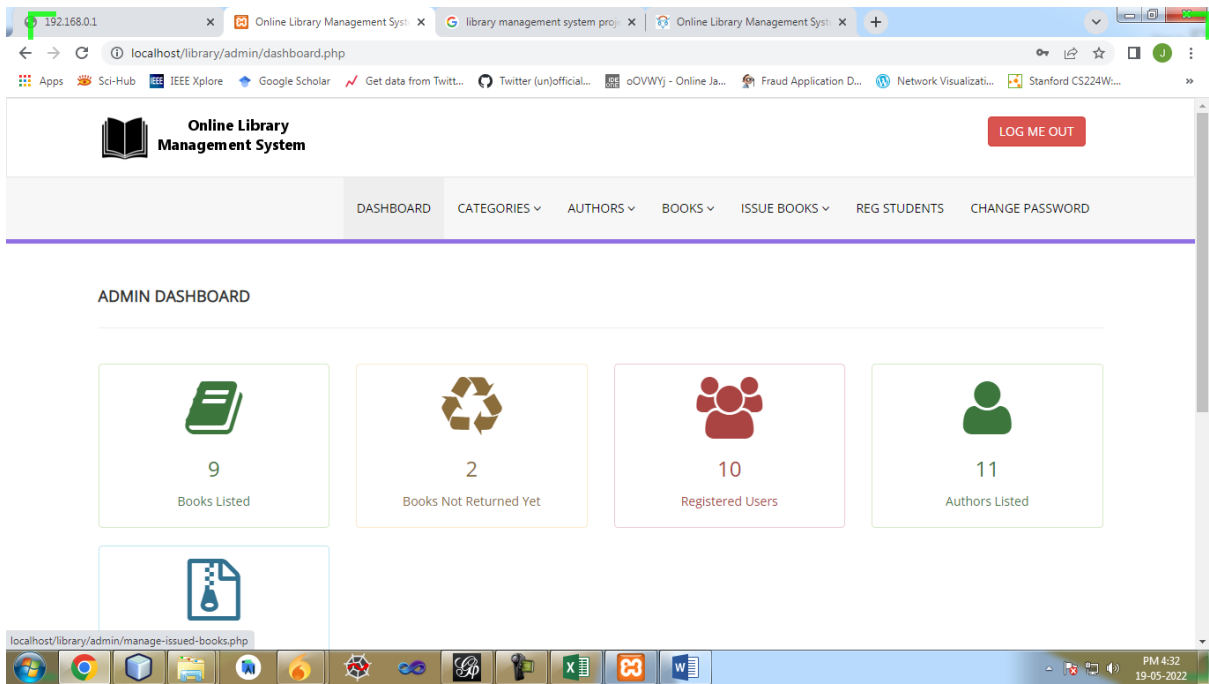 192.168.0.1
Online Library Management Syst
library management system proje
Online Library Management Syst
localhost/library/admin/dashboard.php
J
Apps
Sci-Hub
IEEE
IEEE Xplore
Google Scholar
Get data from Twitt...
Twitter (un)official...
oOVWYj - Online Ja...
Fraud Application D...
Network Visualizati...
Stanford CS224W:...
»
Online Library
Management System
LOG ME OUT
DASHBOARD
CATEGORIES
AUTHORS
BOOKS
ISSUE BOOKS
REG STUDENTS
CHANGE PASSWORD
ADMIN DASHBOARD
9
Books Listed
2
Books Not Returned Yet
10
Registered Users
11
Authors Listed
localhost/library/admin/manage-issued-books.php
PM 4:32
19-05-2022